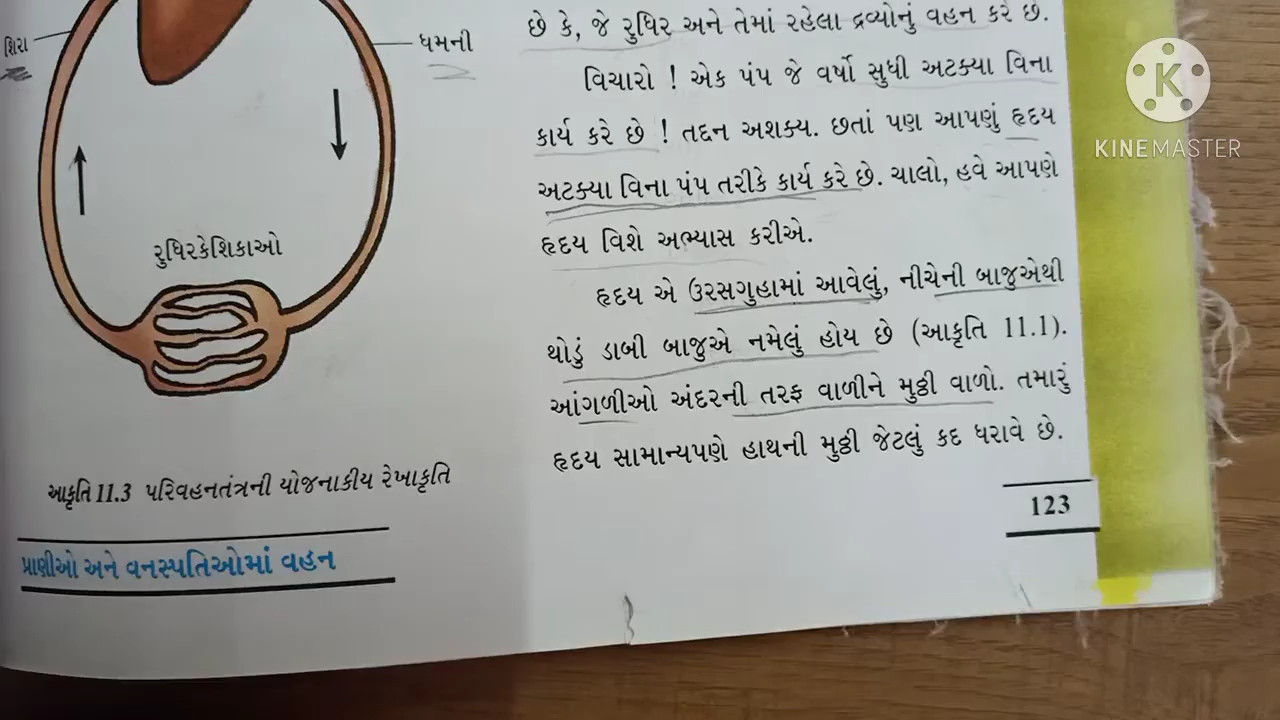 શિરા
ધમની
રુધિરકેશિકાઓ
આકૃતિ 11.3 પરિવહનતંત્રની યોજનાકીય રેખાકૃતિ
પ્રાણીઓ અને વનસ્પતિઓમાં વહન
છે કે, જે રુધિર અને તેમાં રહેલા દ્રવ્યોનું વહન કરે છે.
વિચારો ! એક પંપ જે વર્ષો સુધી અટક્યા વિના
કાર્ય કરે છે ! તદ્દન અશક્ય. છતાં પણ આપણું હૃદય
અટક્યા વિના પંપ તરીકે કાર્ય કરે છે. ચાલો, હવે આપણે
હૃદય વિશે અભ્યાસ કરીએ.
હૃદય એ ઉરસગુહામાં આવેલું, નીચેની બાજુએથી
થોડું ડાબી બાજુએ નમેલું હોય છે (આકૃતિ 11.1).
આંગળીઓ અંદરની તરફ વાળીને મુઠ્ઠી વાળો. તમારું
હૃદય સામાન્યપણે હાથની મુઠ્ઠી જેટલું કદ ધરાવે છે.
123
K
KINEMASTER